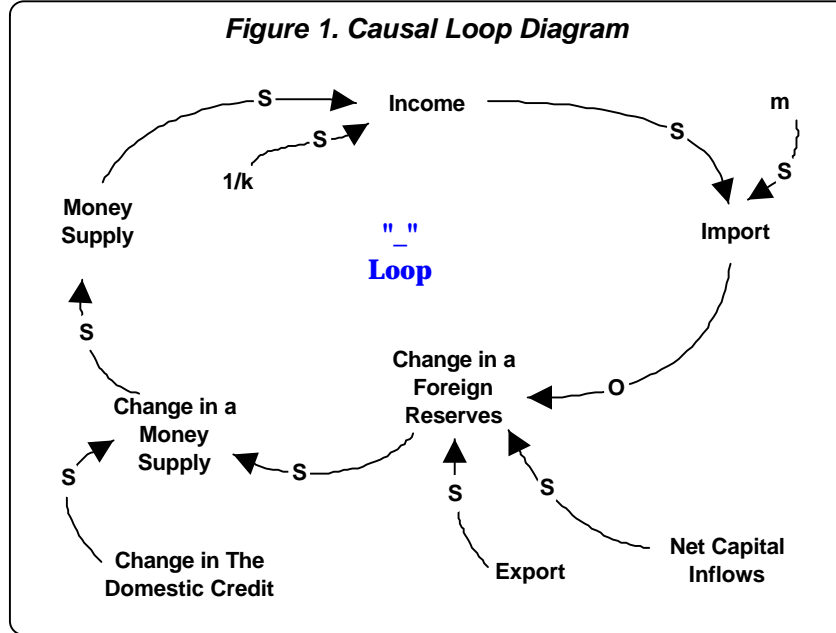 Figure 1. Causal Loop Diagram
S
Income
m
S
S
S
1/k
Money
Supply
"_"
Loop
Import
S
Change in a
Foreign
Reserves
O
Change in a
Money
Supply
S
S
S
S
Change in The
Domestic Credit
Export
Net Capital
Inflows